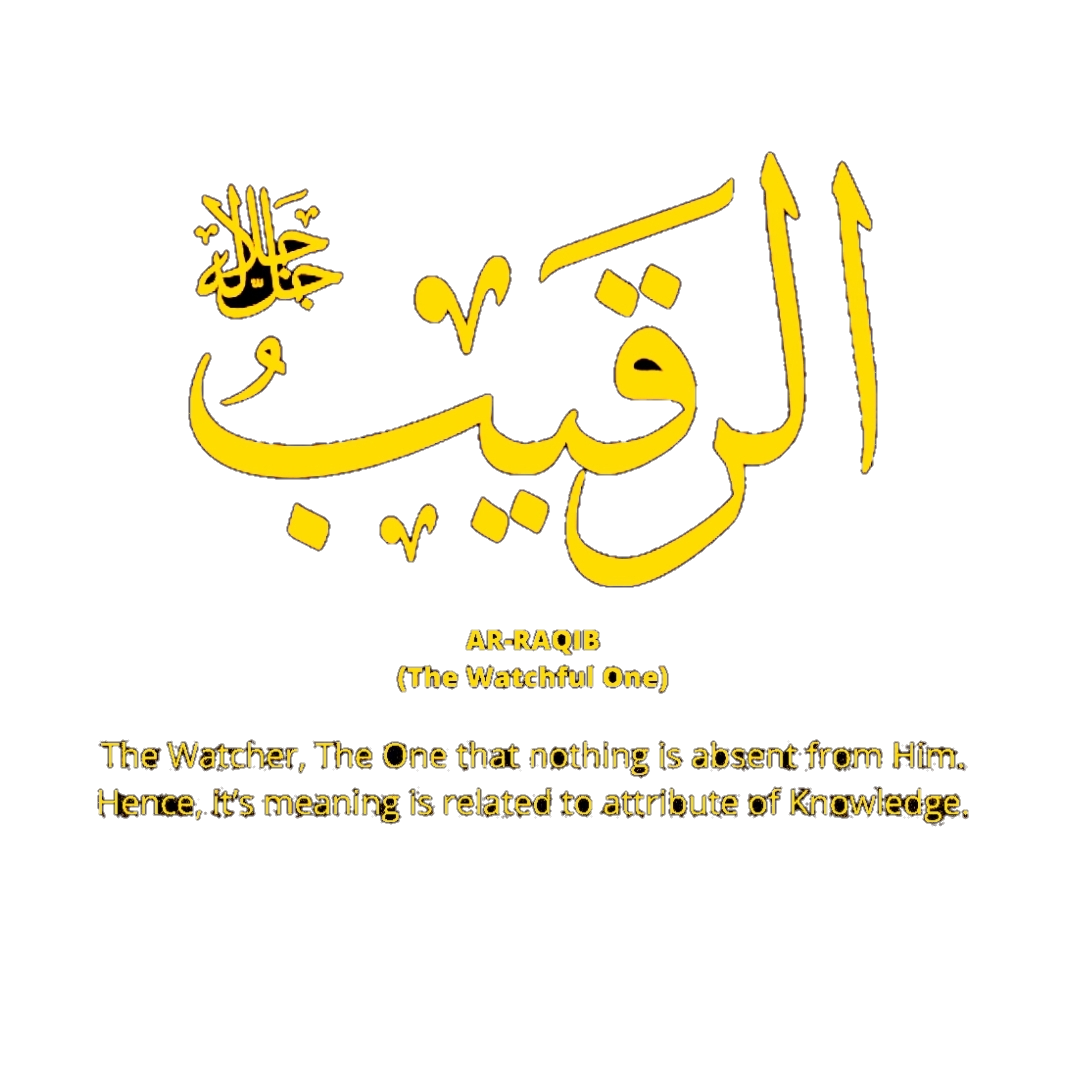 الرقيبُ
جل جلاله
AR-RAQIB
(The Watchful One)
The Watcher, The One that nothing is absent from Him.
Hence, it's meaning is related to attribute of Knowledge.